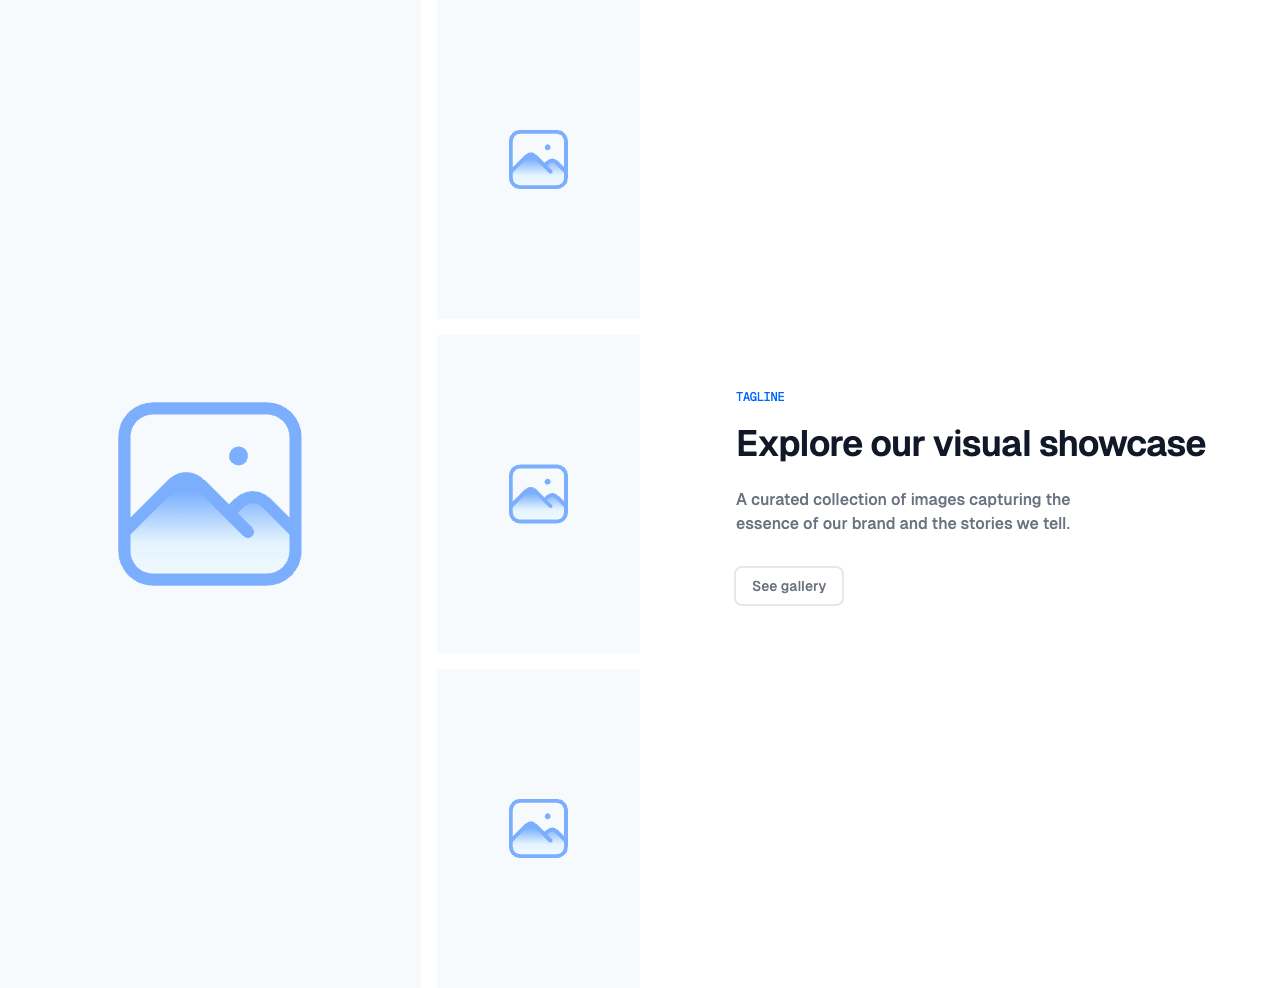 TAGLINE
Explore our visual showcase
A curated collection of images capturing the
essence of our brand and the stories we tell.
See gallery